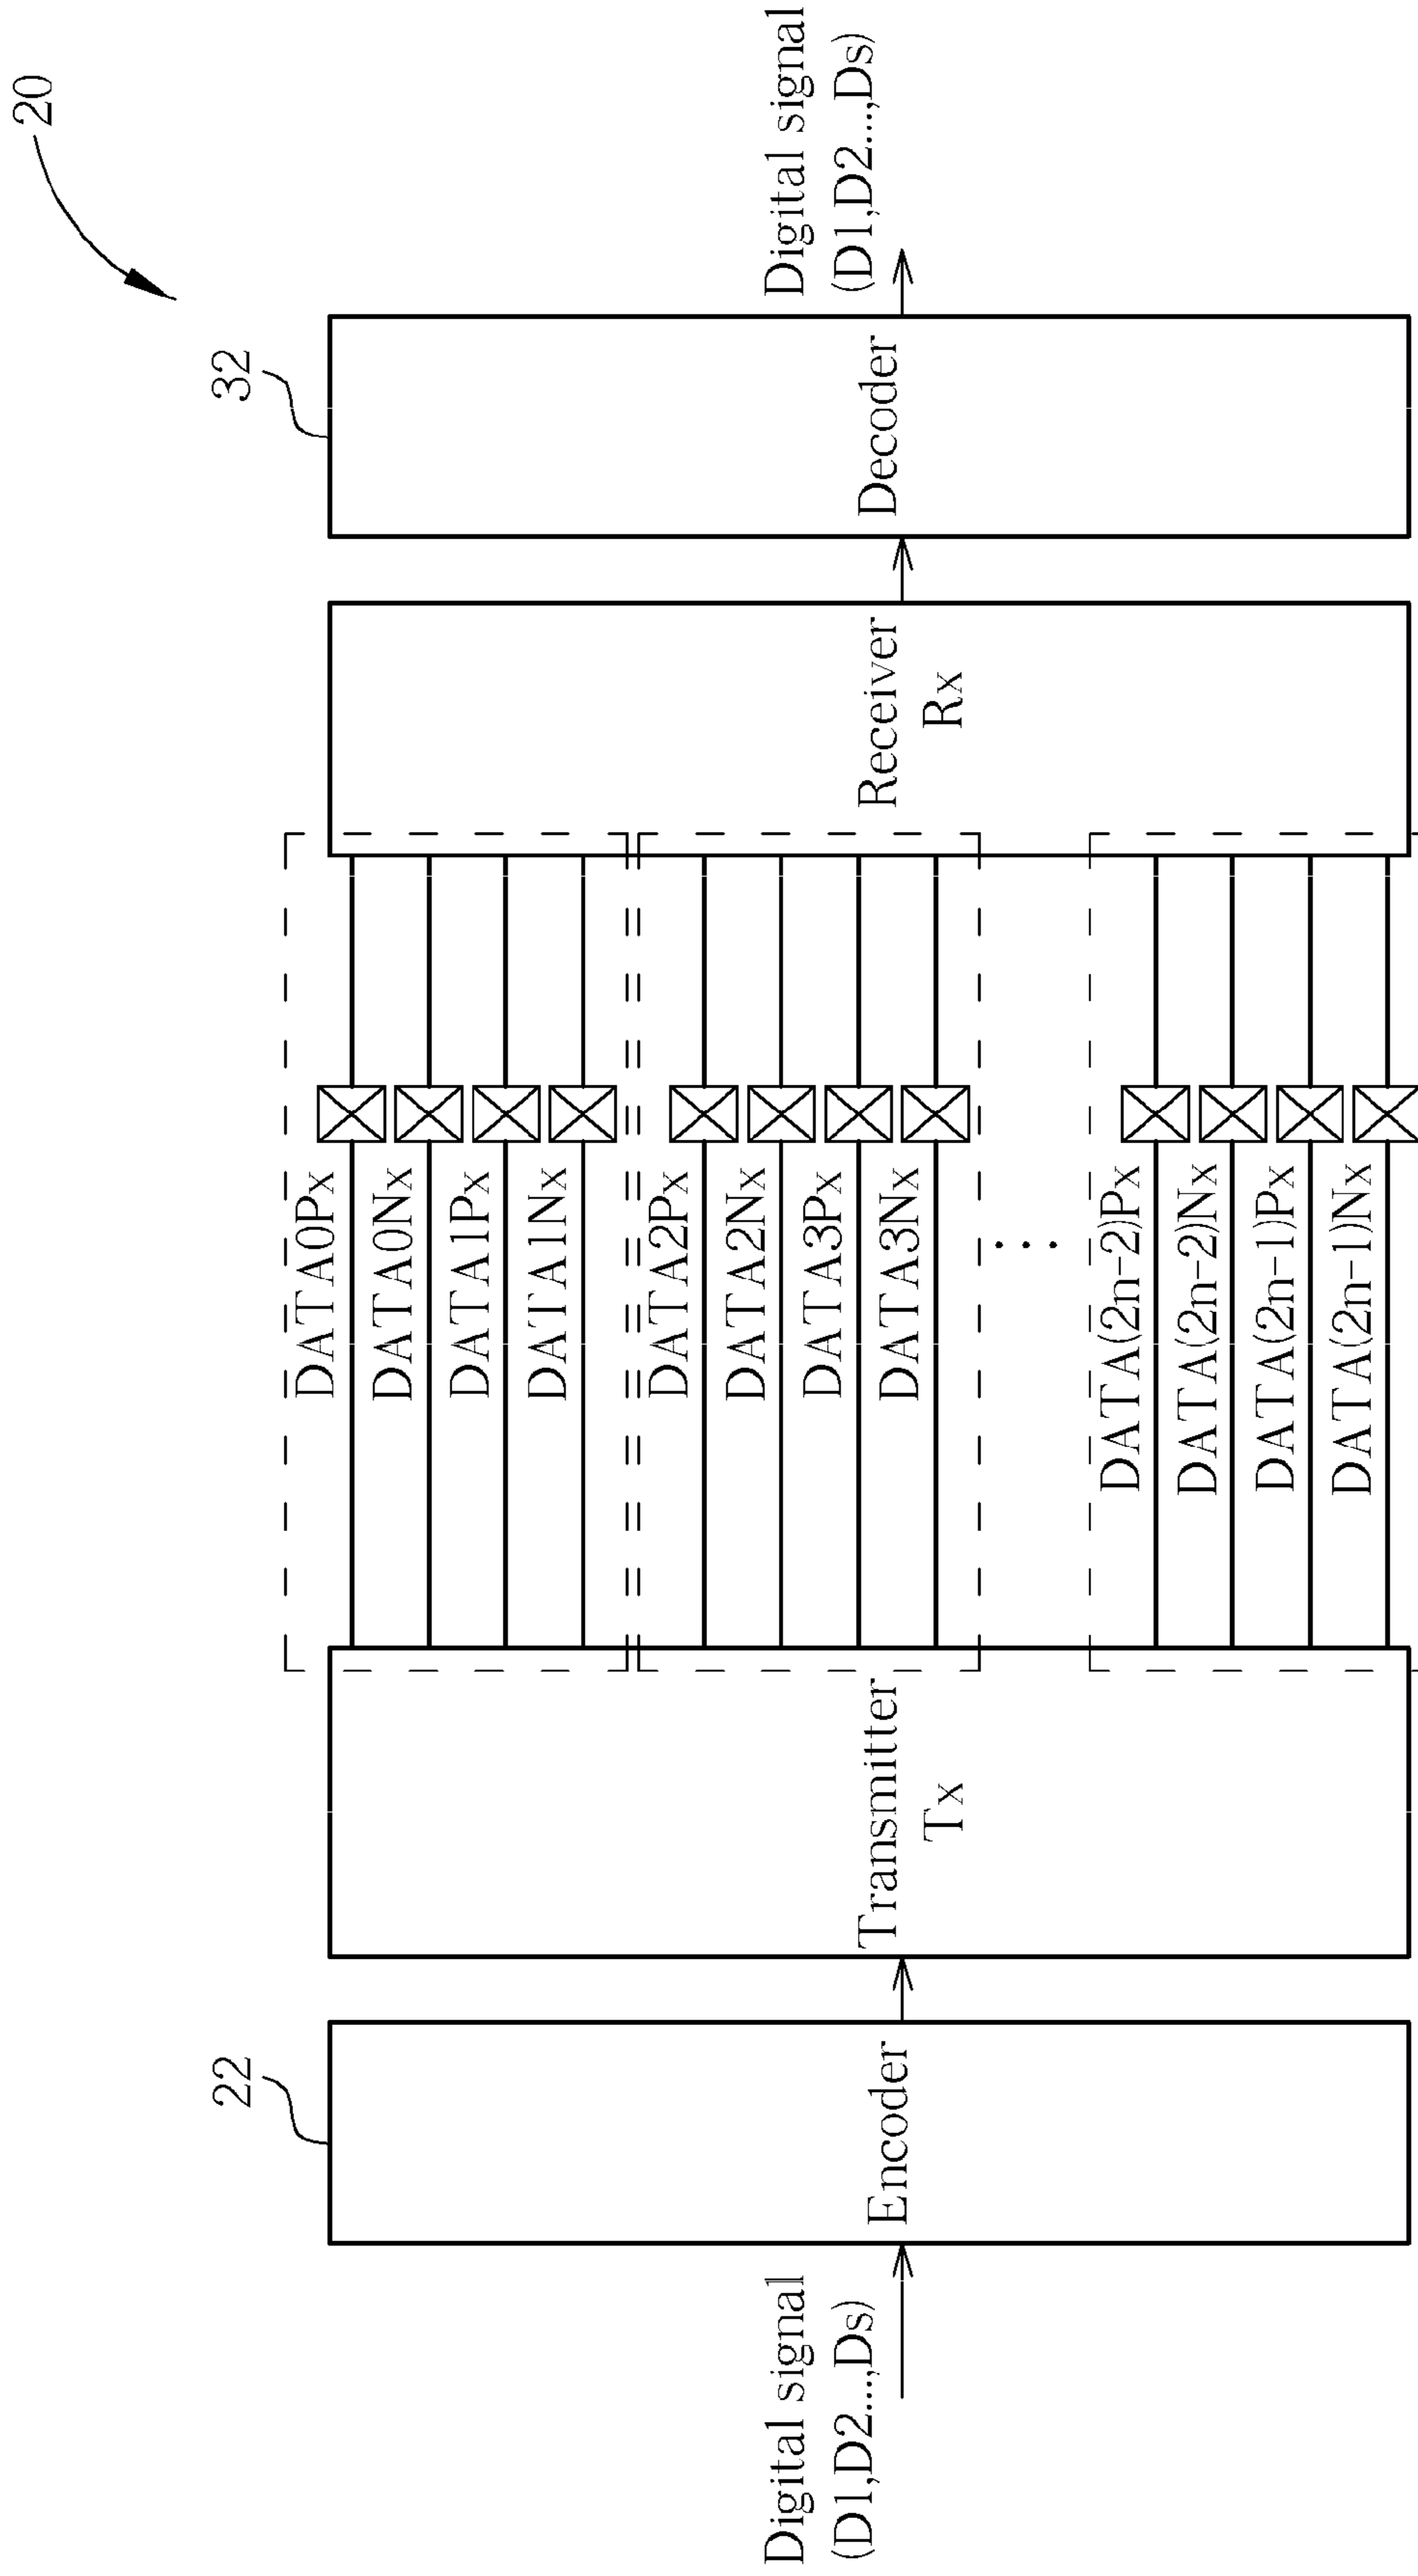 20
22
32
Digital signal
(D1,D2...,Ds)
Encoder
Transmitter
Tx
DATA0Px
DATA0Nx
DATA1Px
DATA1Nx
DATA2Px
DATA2Nx
DATA3Px
DATA3Nx
...
DATA(2n-2)Px
DATA(2n-2)Nx
DATA(2n-1)Px
DATA(2n-1)Nx
Receiver
Rx
Decoder
Digital signal
(D1,D2...,Ds)